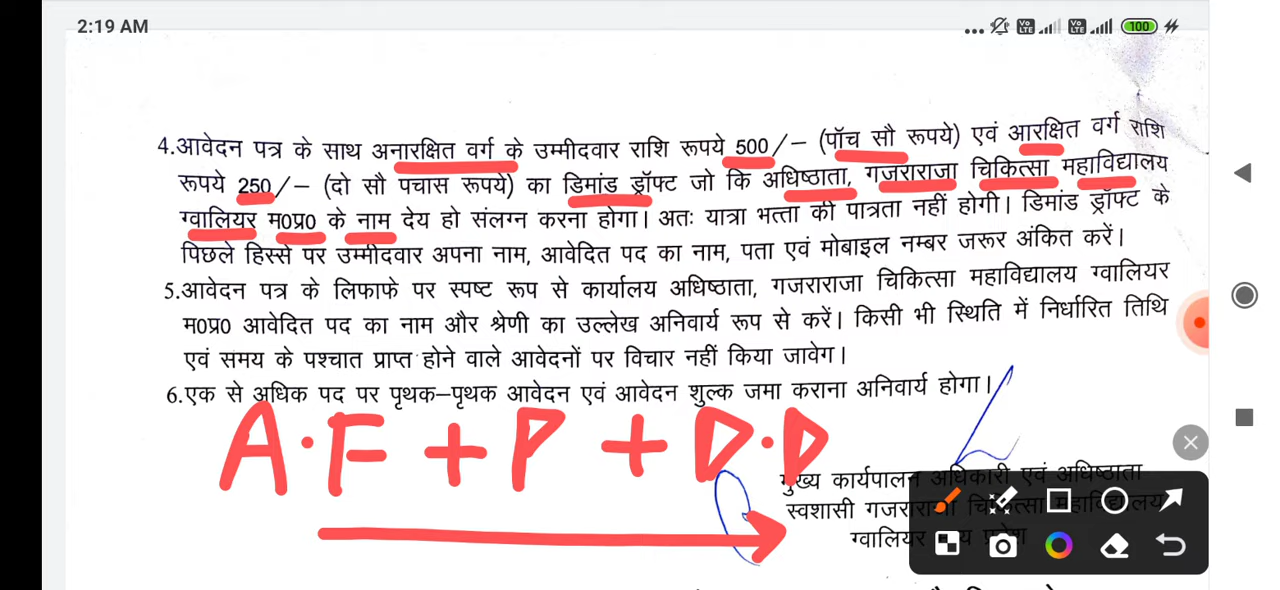 2:19 AM
100
4.आवेदन पत्र के साथ अनारक्षित वर्ग के उम्मीदवार राशि रूपये 500/– (पॉच सौ रूपये) एवं आरक्षित वर्ग राशि
रूपये 250/– (दो सौ पचास रूपये) का डिमांड ड्रॉफ्ट जो कि अधिष्ठाता, गजराराजा चिकित्सा महाविद्यालय
ग्वालियर म0प्र0 के नाम देय हो संलग्न करना होगा। अतः यात्रा भत्ता की पात्रता नहीं होगी। डिमांड ड्रॉफ्ट के
पिछले हिस्से पर उम्मीदवार अपना नाम, आवेदित पद का नाम, पता एवं मोबाइल नम्बर जरूर अंकित करें।
5.आवेदन पत्र के लिफाफे पर स्पष्ट रूप से कार्यालय अधिष्ठाता, गजराराजा चिकित्सा महाविद्यालय ग्वालियर
म0प्र0 आवेदित पद का नाम और श्रेणी का उल्लेख अनिवार्य रूप से करें। किसी भी स्थिति में निर्धारित तिथि
एवं समय के पश्चात प्राप्त होने वाले आवेदनों पर विचार नहीं किया जावेग।
6.एक से अधिक पद पर पृथक–पृथक आवेदन एवं आवेदन शुल्क जमा कराना अनिवार्य होगा।
A.F + P + D.D
मुख्य कार्यपालन अधिकारी एवं अधिष्ठाता
स्वशासी गजराराजा चिकित्सा महाविद्यालय
ग्वालियर